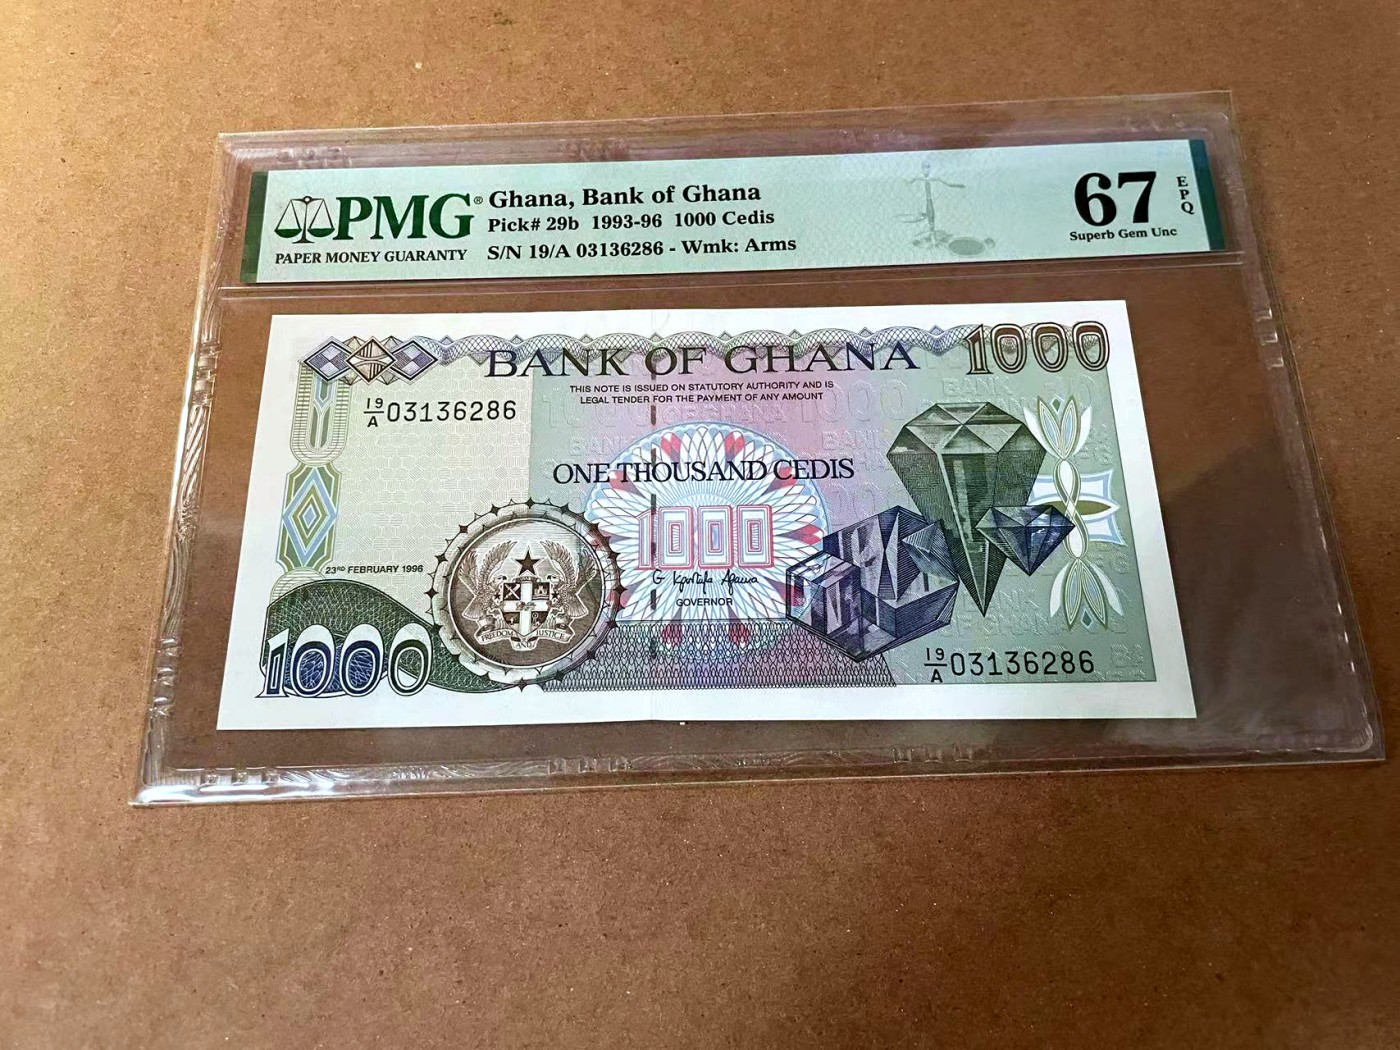 PMG®
PAPER MONEY GUARANTY
Ghana, Bank of Ghana
Pick# 29b 1993-96 1000 Cedis
S/N 19/A 03136286 - Wmk: Arms
67
EPQ
Superb Gem Unc
BANK OF GHANA
1000
THIS NOTE IS ISSUED ON STATUTORY AUTHORITY AND IS
LEGAL TENDER FOR THE PAYMENT OF ANY AMOUNT
19/A 03136286
ONE THOUSAND CEDIS
1000
23RD FEBRUARY 1996
GOVERNOR
FREEDOM AND JUSTICE
1000
19/A 03136286